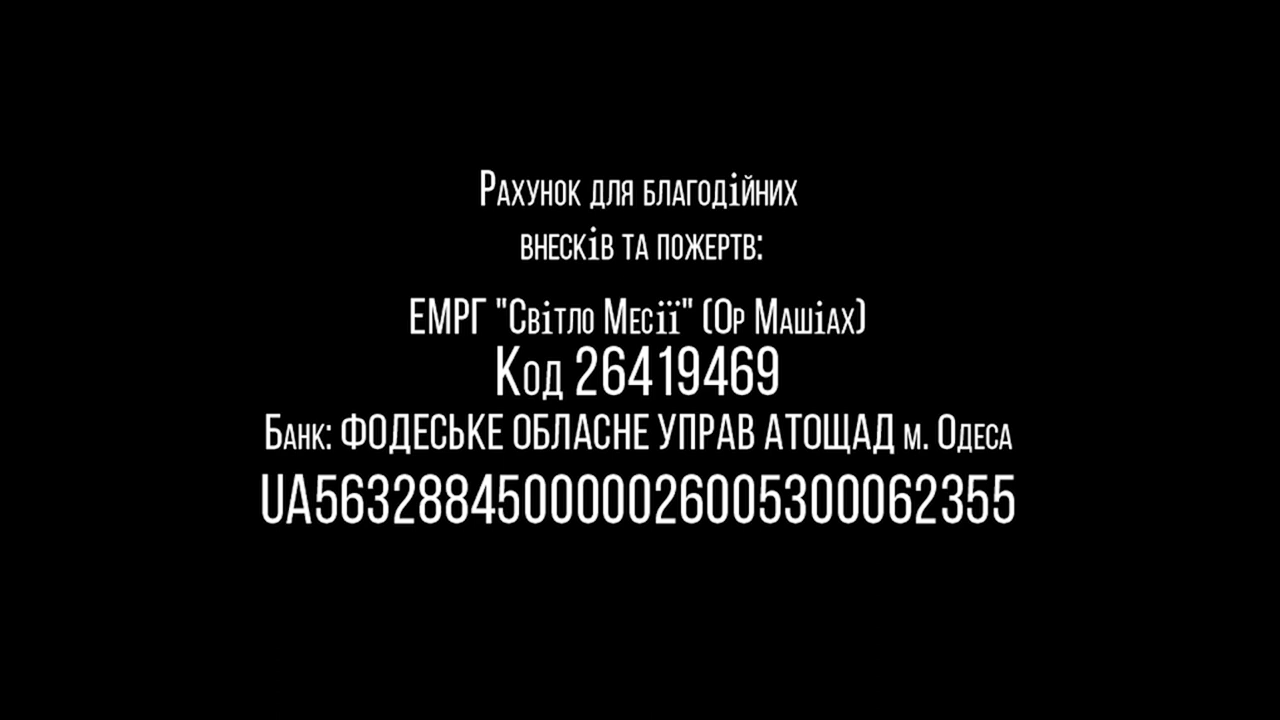 Рахунок для благодійних
внесків та пожертв:
ЕМРГ "Світло Месії" (Ор Машіах)
Код 26419469
Банк: ФОДЕСЬКЕ ОБЛАСНЕ УПРАВ АТОЩАД м. Одеса
UA563288450000026005300062355